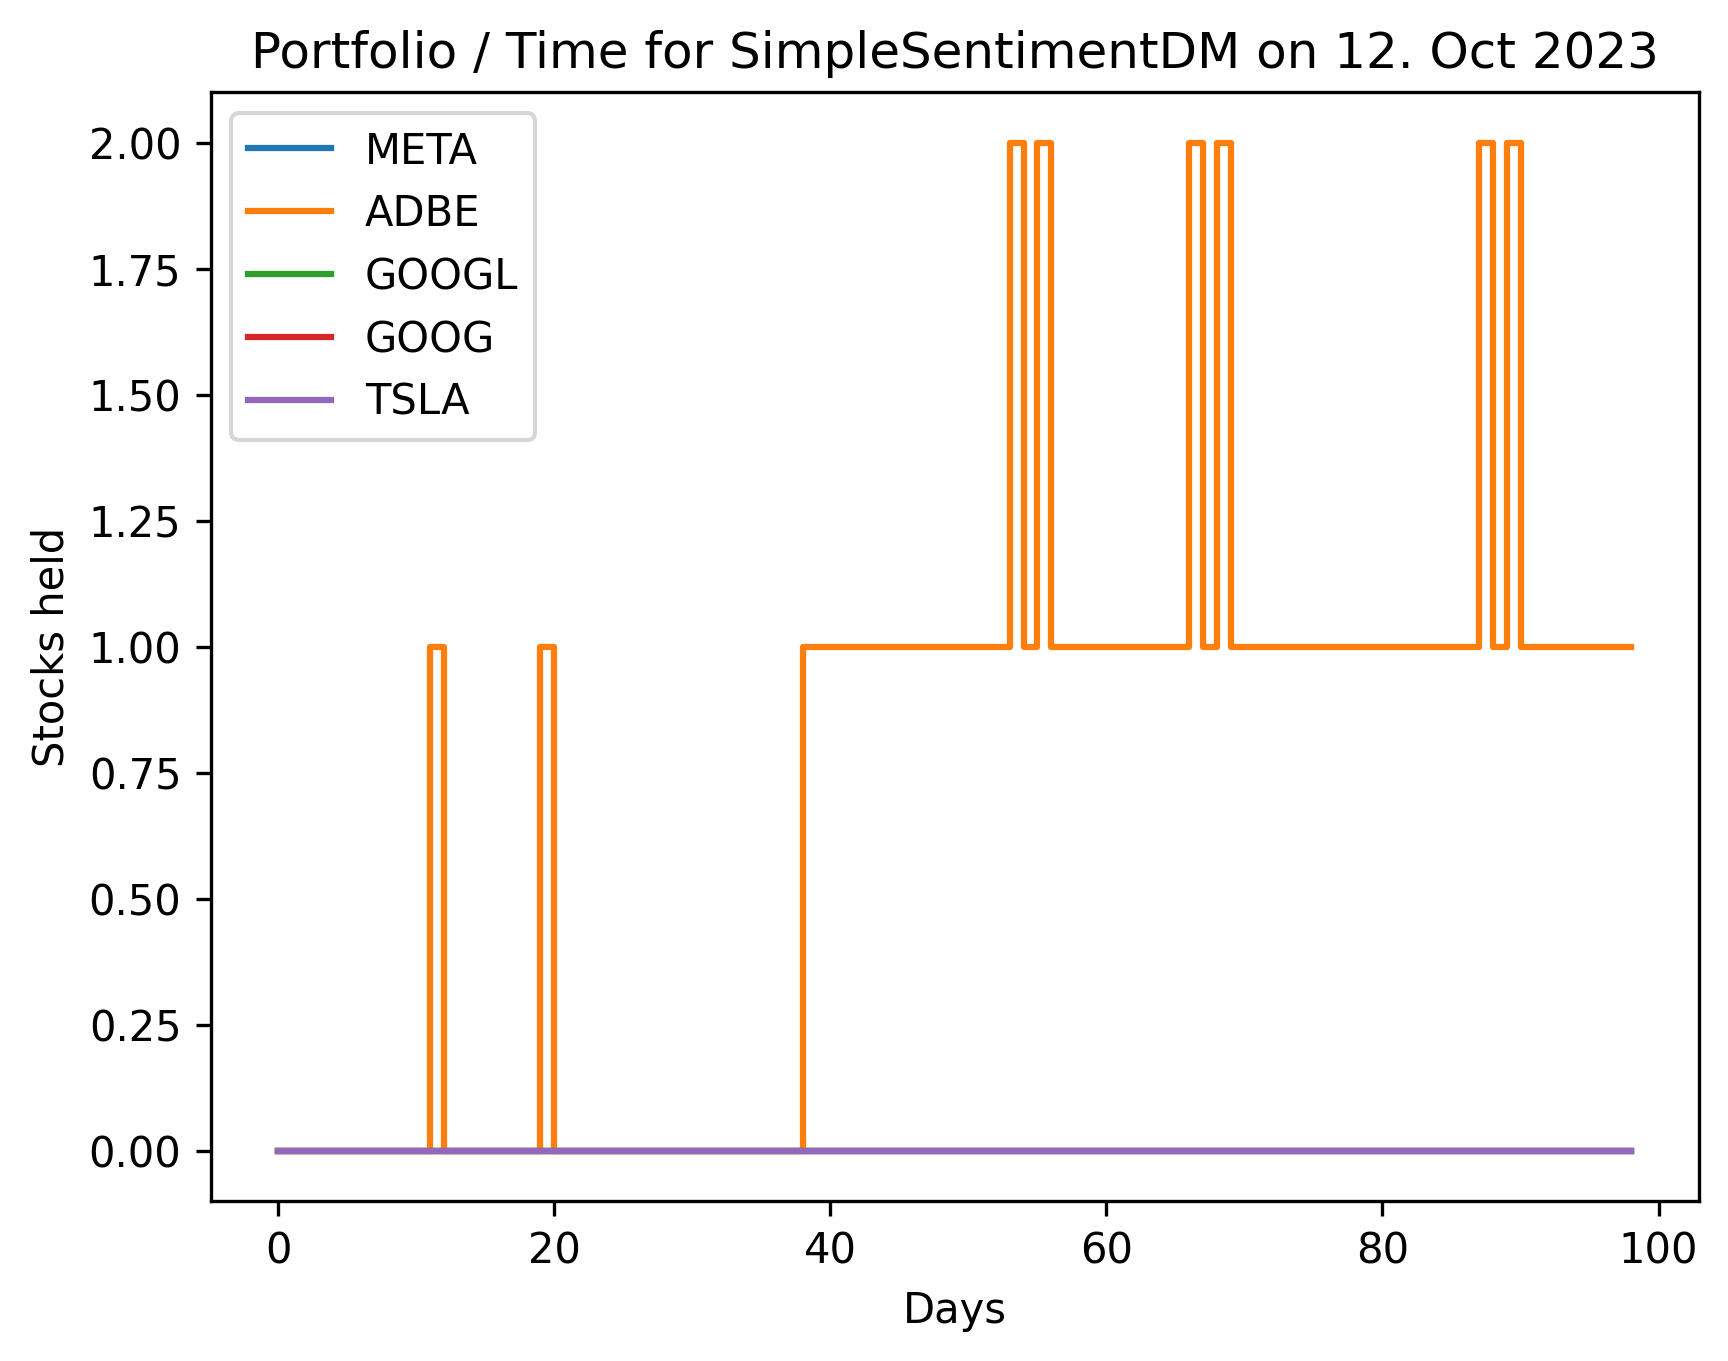 Portfolio / Time for SimpleSentimentDM on 12. Oct 2023
META
ADBE
GOOGL
GOOG
TSLA
Stocks held
2.00
1.75
1.50
1.25
1.00
0.75
0.50
0.25
0.00
0 20 40 60 80 100
Days